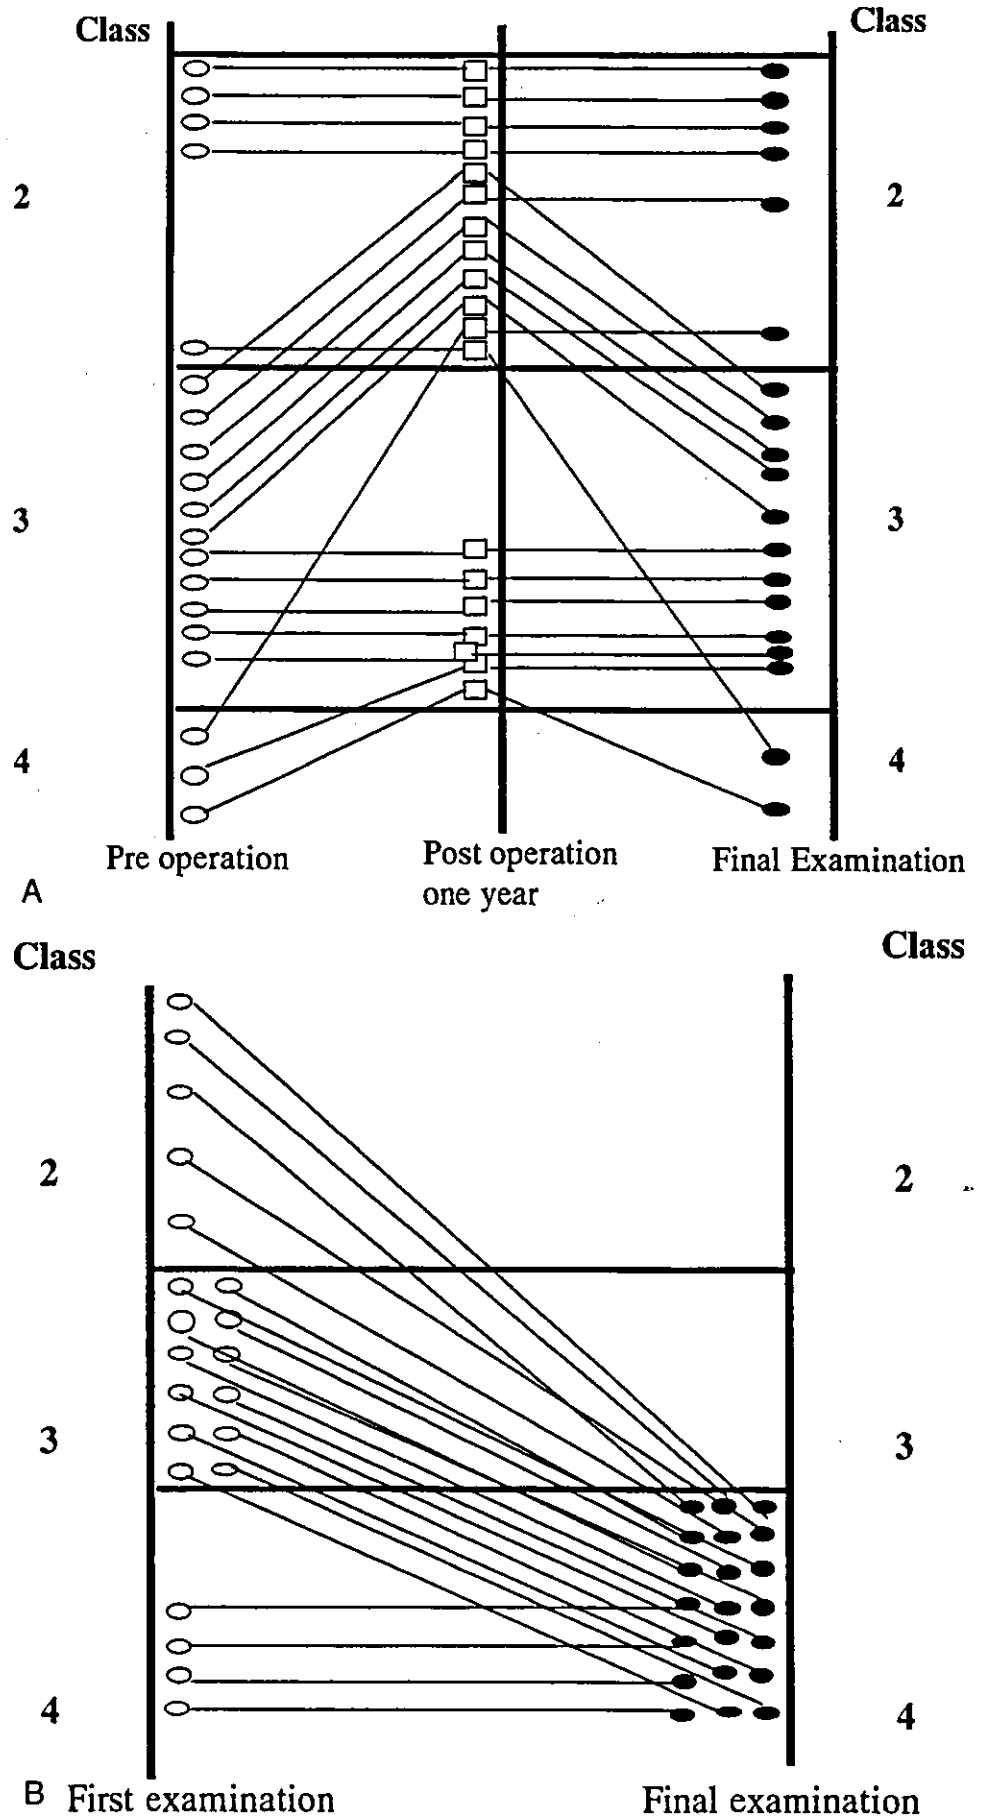 Class
Class
2
2
3
3
4
4
Pre operation
Post operation
one year
Final Examination
A
Class
Class
2
2
3
3
4
4
B
First examination
Final examination